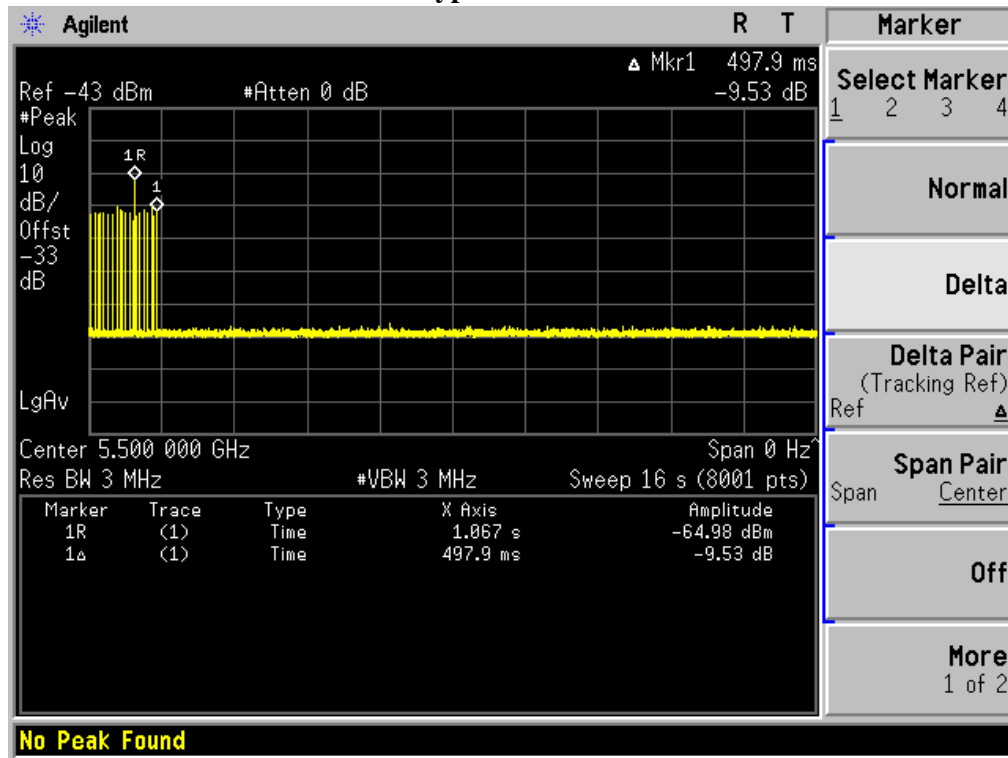 Agilent R T
Marker
Δ Mkr1 497.9 ms
Ref -43 dBm #Atten 0 dB -9.53 dB
#Peak
Log
10
dB/
Offst
-33
dB
LgAv
1R
1
Center 5.500 000 GHz Span 0 Hz^
Res BW 3 MHz #VBW 3 MHz Sweep 16 s (8001 pts)
Marker Trace Type X Axis Amplitude
1R (1) Time 1.067 s -64.98 dBm
1Δ (1) Time 497.9 ms -9.53 dB
No Peak Found
Select Marker
1 2 3 4
Normal
Delta
Delta Pair
(Tracking Ref)
Ref Δ
Span Pair
Span Center
Off
More
1 of 2